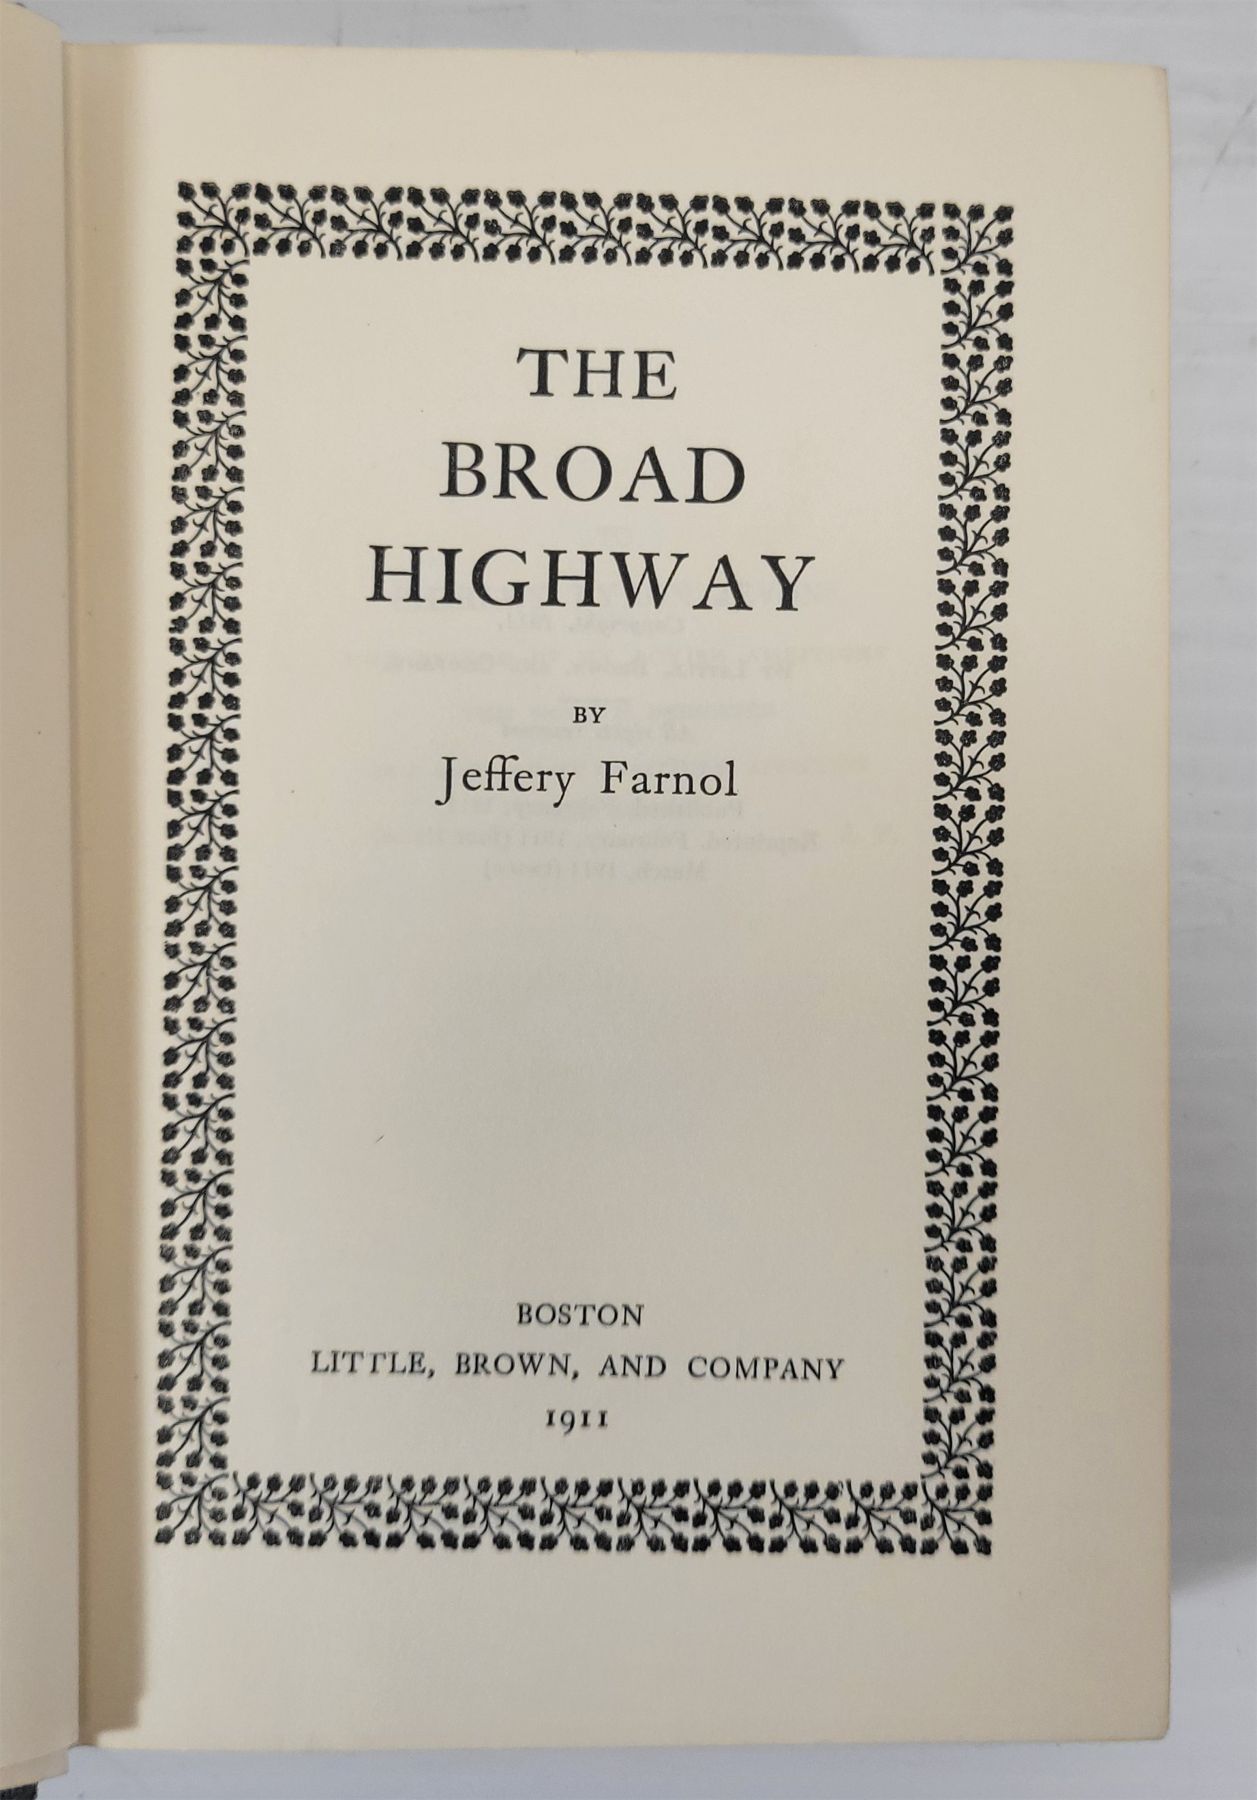 THE
BROAD
HIGHWAY
BY
Jeffery Farnol
BOSTON
LITTLE, BROWN, AND COMPANY
1911